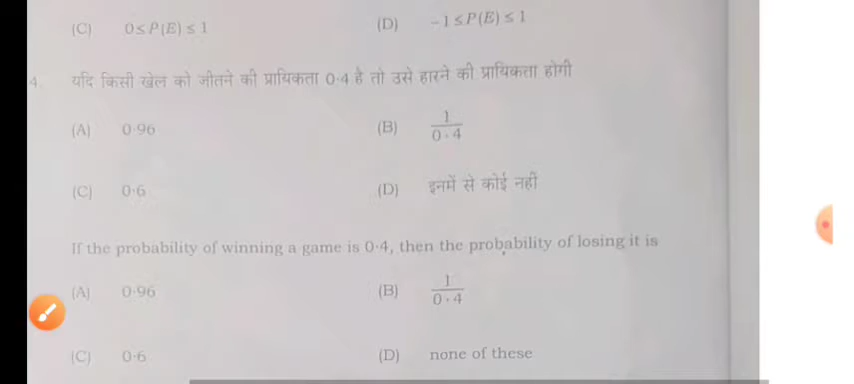 (C) 0 ≤ P(E) ≤ 1 (D) −1 ≤ P(E) ≤ 1
4. यदि किसी खेल को जीतने की प्रायिकता 0·4 है तो उसे हारने की प्रायिकता होगी
(A) 0·96 (B) 1/0·4
(C) 0·6 (D) इनमें से कोई नहीं
If the probability of winning a game is 0·4, then the probability of losing it is
(A) 0·96 (B) 1/0·4
(C) 0·6 (D) none of these